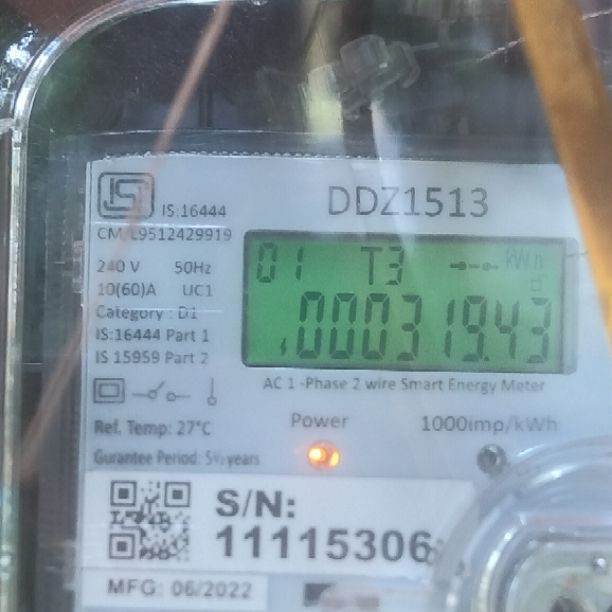 IS:16444
DDZ1513
CM/L9512429919
240 V 50Hz
10(60)A UC1
Category : D1
IS:16444 Part 1
IS 15959 Part 2
01 T3 kWh
000319.43
AC 1 -Phase 2 wire Smart Energy Meter
Ref. Temp: 27°C
Power 1000imp/kWh
Gurantee Period: 5½ years
S/N:
11115306
MFG: 06/2022